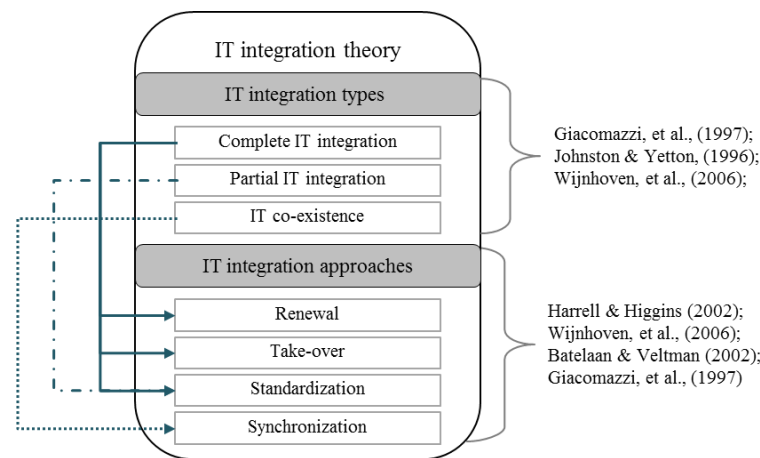 IT integration theory
IT integration types
Complete IT integration
Partial IT integration
IT co-existence
Giacomazzi, et al., (1997);
Johnston & Yetton, (1996);
Wijnhoven, et al., (2006);
IT integration approaches
Renewal
Take-over
Standardization
Synchronization
Harrell & Higgins (2002);
Wijnhoven, et al., (2006);
Batelaan & Veltman (2002);
Giacomazzi, et al., (1997)